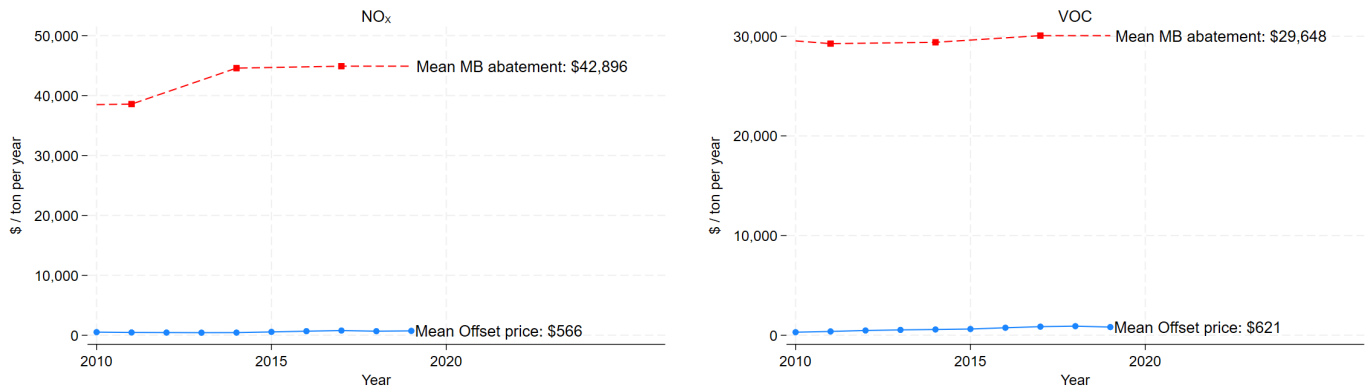 NOₓ
$ / ton per year
50,000
40,000
30,000
20,000
10,000
0
Mean MB abatement: $42,896
Mean Offset price: $566
2010
2015
2020
Year
VOC
$ / ton per year
30,000
20,000
10,000
0
Mean MB abatement: $29,648
Mean Offset price: $621
2010
2015
2020
Year